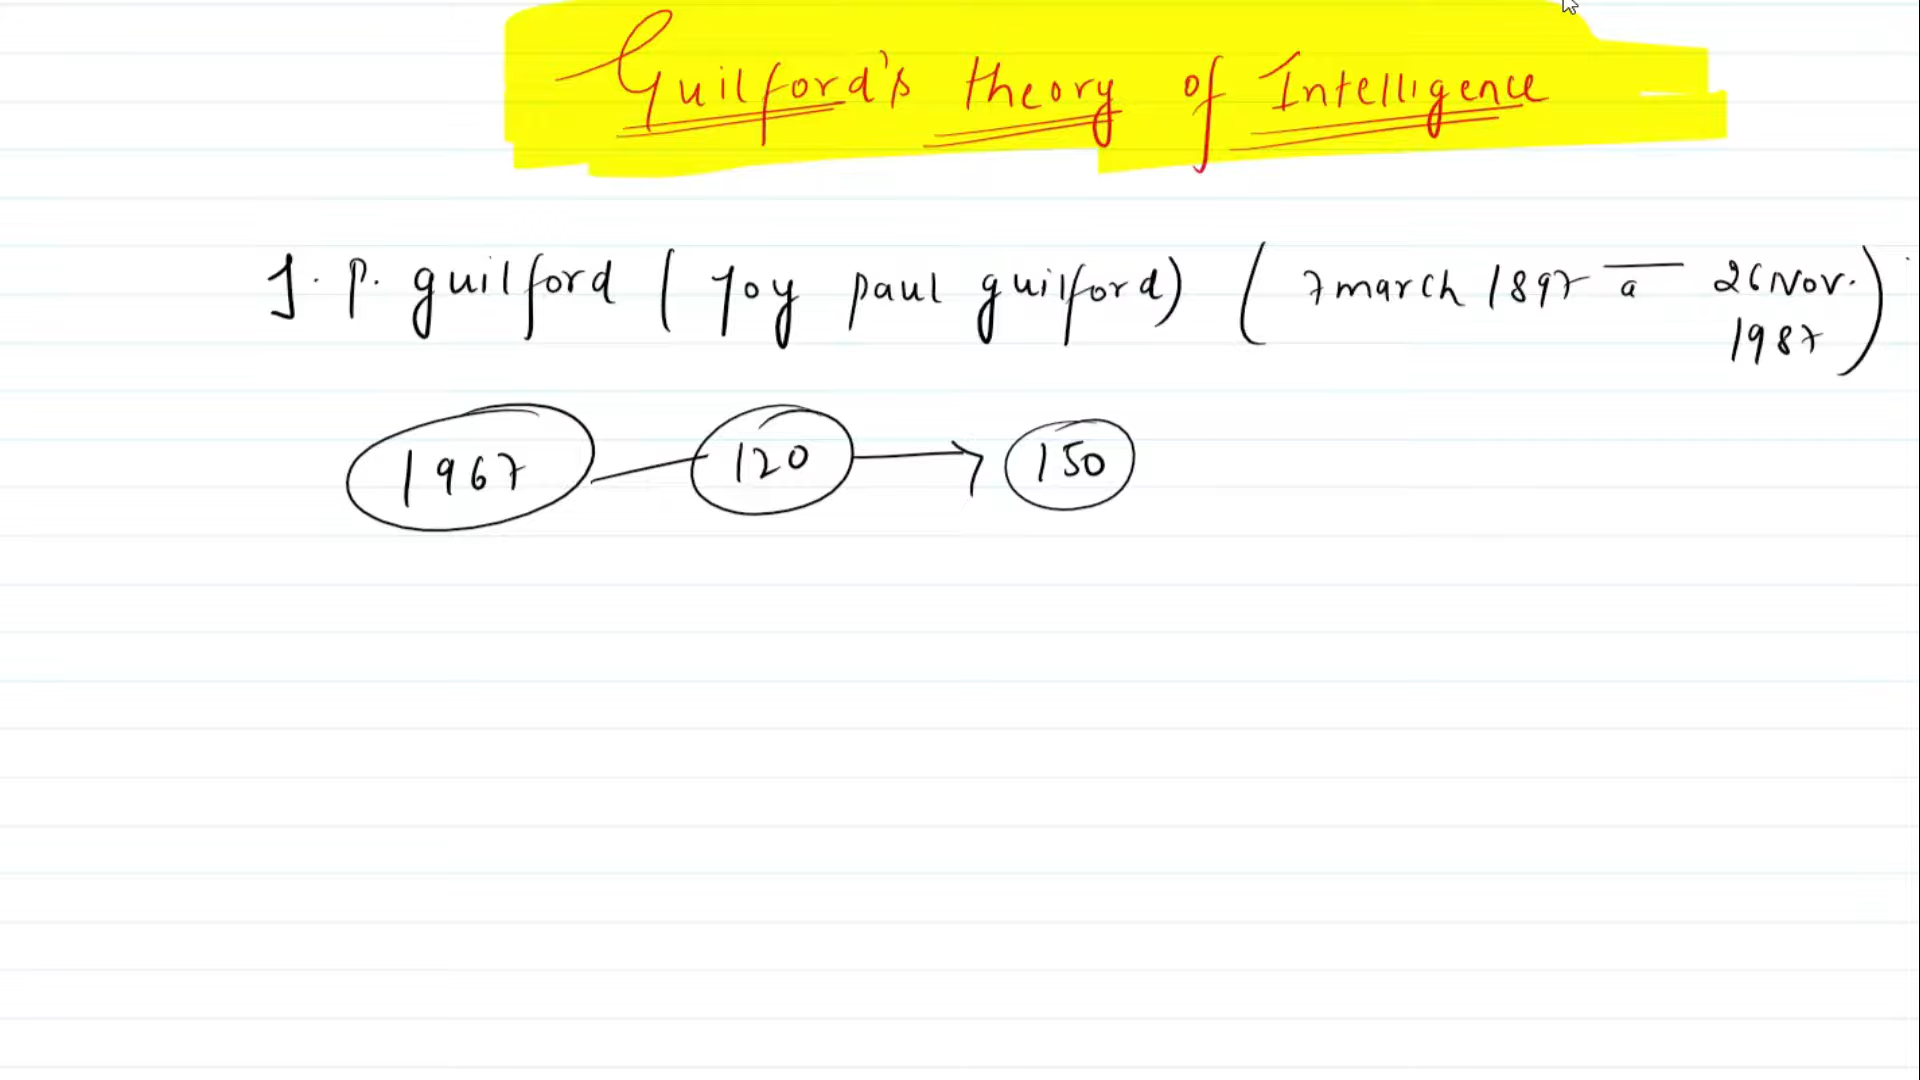 Guilford's theory of Intelligence
J. P. guilford ( Joy paul guilford) ( 7 march 1897 — a 26 Nov. 1987 )
1967 — 120 → 150